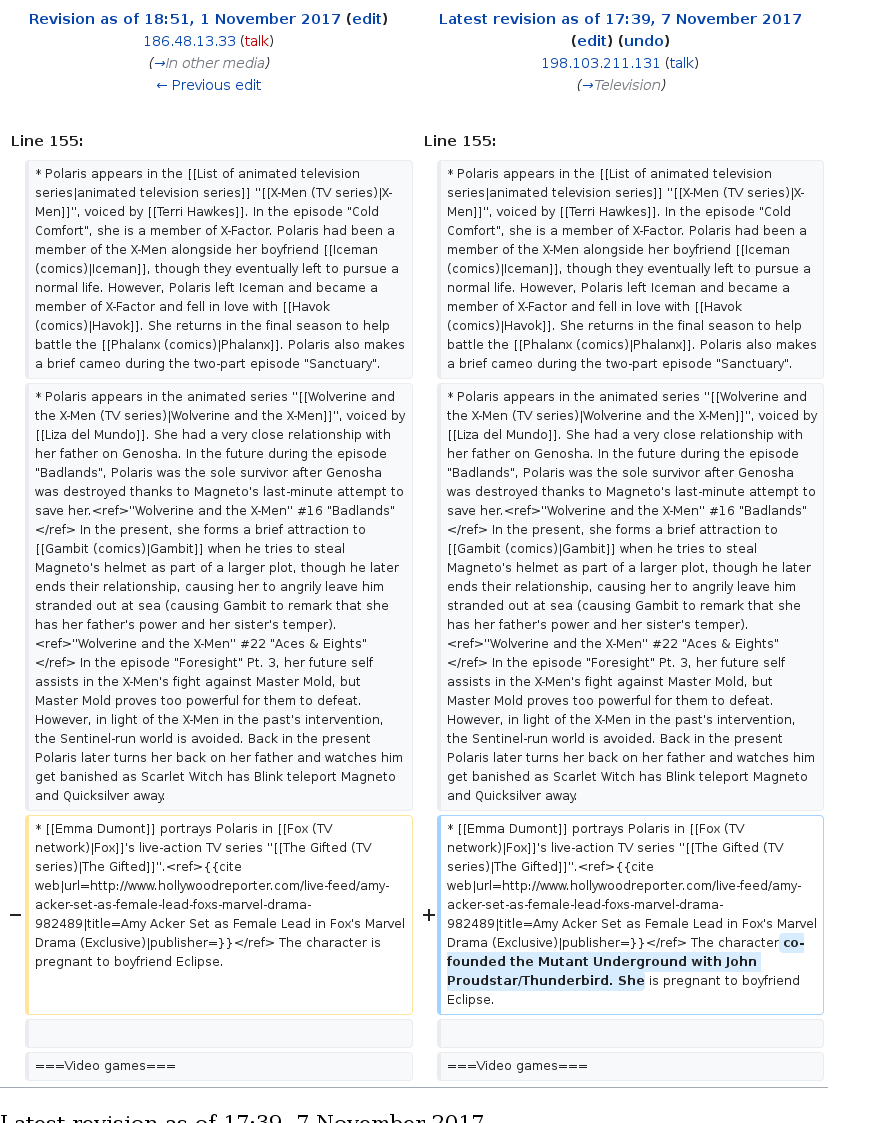 Revision as of 18:51, 1 November 2017 (edit)
186.48.13.33 (talk)
(→In other media)
← Previous edit
Latest revision as of 17:39, 7 November 2017
(edit) (undo)
198.103.211.131 (talk)
(→Television)
Line 155:
* Polaris appears in the [[List of animated television
series|animated television series]] ''[[X-Men (TV series)|X-
Men]]'', voiced by [[Terri Hawkes]]. In the episode "Cold
Comfort", she is a member of X-Factor. Polaris had been a
member of the X-Men alongside her boyfriend [[Iceman
(comics)|Iceman]], though they eventually left to pursue a
normal life. However, Polaris left Iceman and became a
member of X-Factor and fell in love with [[Havok
(comics)|Havok]]. She returns in the final season to help
battle the [[Phalanx (comics)|Phalanx]]. Polaris also makes
a brief cameo during the two-part episode "Sanctuary".
* Polaris appears in the animated series ''[[Wolverine and
the X-Men (TV series)|Wolverine and the X-Men]]'', voiced by
[[Liza del Mundo]]. She had a very close relationship with
her father on Genosha. In the future during the episode
"Badlands", Polaris was the sole survivor after Genosha
was destroyed thanks to Magneto's last-minute attempt to
save her.<ref>''Wolverine and the X-Men'' #16 "Badlands"
</ref> In the present, she forms a brief attraction to
[[Gambit (comics)|Gambit]] when he tries to steal
Magneto's helmet as part of a larger plot, though he later
ends their relationship, causing her to angrily leave him
stranded out at sea (causing Gambit to remark that she
has her father's power and her sister's temper).
<ref>''Wolverine and the X-Men'' #22 "Aces & Eights"
</ref> In the episode "Foresight" Pt. 3, her future self
assists in the X-Men's fight against Master Mold, but
Master Mold proves too powerful for them to defeat.
However, in light of the X-Men in the past's intervention,
the Sentinel-run world is avoided. Back in the present
Polaris later turns her back on her father and watches him
get banished as Scarlet Witch has Blink teleport Magneto
and Quicksilver away.
− * [[Emma Dumont]] portrays Polaris in [[Fox (TV
network)|Fox]]'s live-action TV series ''[[The Gifted (TV
series)|The Gifted]]''.<ref>{{cite
web|url=http://www.hollywoodreporter.com/live-feed/amy-
acker-set-as-female-lead-foxs-marvel-drama-
982489|title=Amy Acker Set as Female Lead in Fox's Marvel
Drama (Exclusive)|publisher=}}</ref> The character is
pregnant to boyfriend Eclipse.
===Video games===
Line 155:
* Polaris appears in the [[List of animated television
series|animated television series]] ''[[X-Men (TV series)|X-
Men]]'', voiced by [[Terri Hawkes]]. In the episode "Cold
Comfort", she is a member of X-Factor. Polaris had been a
member of the X-Men alongside her boyfriend [[Iceman
(comics)|Iceman]], though they eventually left to pursue a
normal life. However, Polaris left Iceman and became a
member of X-Factor and fell in love with [[Havok
(comics)|Havok]]. She returns in the final season to help
battle the [[Phalanx (comics)|Phalanx]]. Polaris also makes
a brief cameo during the two-part episode "Sanctuary".
* Polaris appears in the animated series ''[[Wolverine and
the X-Men (TV series)|Wolverine and the X-Men]]'', voiced by
[[Liza del Mundo]]. She had a very close relationship with
her father on Genosha. In the future during the episode
"Badlands", Polaris was the sole survivor after Genosha
was destroyed thanks to Magneto's last-minute attempt to
save her.<ref>''Wolverine and the X-Men'' #16 "Badlands"
</ref> In the present, she forms a brief attraction to
[[Gambit (comics)|Gambit]] when he tries to steal
Magneto's helmet as part of a larger plot, though he later
ends their relationship, causing her to angrily leave him
stranded out at sea (causing Gambit to remark that she
has her father's power and her sister's temper).
<ref>''Wolverine and the X-Men'' #22 "Aces & Eights"
</ref> In the episode "Foresight" Pt. 3, her future self
assists in the X-Men's fight against Master Mold, but
Master Mold proves too powerful for them to defeat.
However, in light of the X-Men in the past's intervention,
the Sentinel-run world is avoided. Back in the present
Polaris later turns her back on her father and watches him
get banished as Scarlet Witch has Blink teleport Magneto
and Quicksilver away.
+ * [[Emma Dumont]] portrays Polaris in [[Fox (TV
network)|Fox]]'s live-action TV series ''[[The Gifted (TV
series)|The Gifted]]''.<ref>{{cite
web|url=http://www.hollywoodreporter.com/live-feed/amy-
acker-set-as-female-lead-foxs-marvel-drama-
982489|title=Amy Acker Set as Female Lead in Fox's Marvel
Drama (Exclusive)|publisher=}}</ref> The character co-
founded the Mutant Underground with John
Proudstar/Thunderbird. She is pregnant to boyfriend
Eclipse.
===Video games===
Latest revision as of 17:39, 7 November 2017